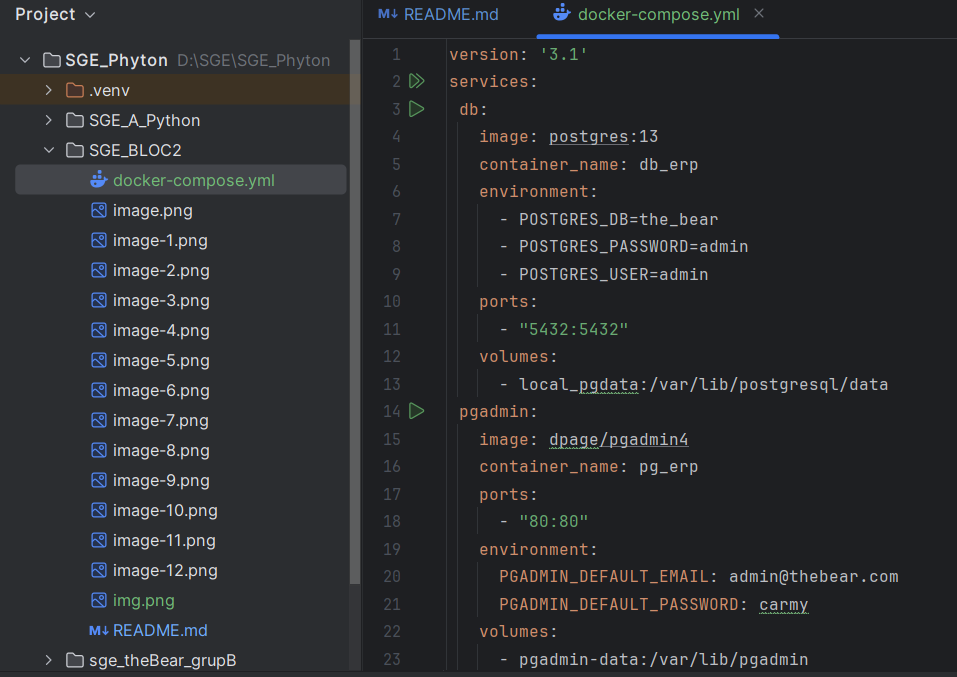 Project
SGE_Phyton D:\SGE\SGE_Phyton
.venv
SGE_A_Python
SGE_BLOC2
docker-compose.yml
image.png
image-1.png
image-2.png
image-3.png
image-4.png
image-5.png
image-6.png
image-7.png
image-8.png
image-9.png
image-10.png
image-11.png
image-12.png
img.png
M↓ README.md
sge_theBear_grupB
M↓ README.md docker-compose.yml
1 version: '3.1'
2 services:
3 db:
4 image: postgres:13
5 container_name: db_erp
6 environment:
7 - POSTGRES_DB=the_bear
8 - POSTGRES_PASSWORD=admin
9 - POSTGRES_USER=admin
10 ports:
11 - "5432:5432"
12 volumes:
13 - local_pgdata:/var/lib/postgresql/data
14 pgadmin:
15 image: dpage/pgadmin4
16 container_name: pg_erp
17 ports:
18 - "80:80"
19 environment:
20 PGADMIN_DEFAULT_EMAIL: admin@thebear.com
21 PGADMIN_DEFAULT_PASSWORD: carmy
22 volumes:
23 - pgadmin-data:/var/lib/pgadmin